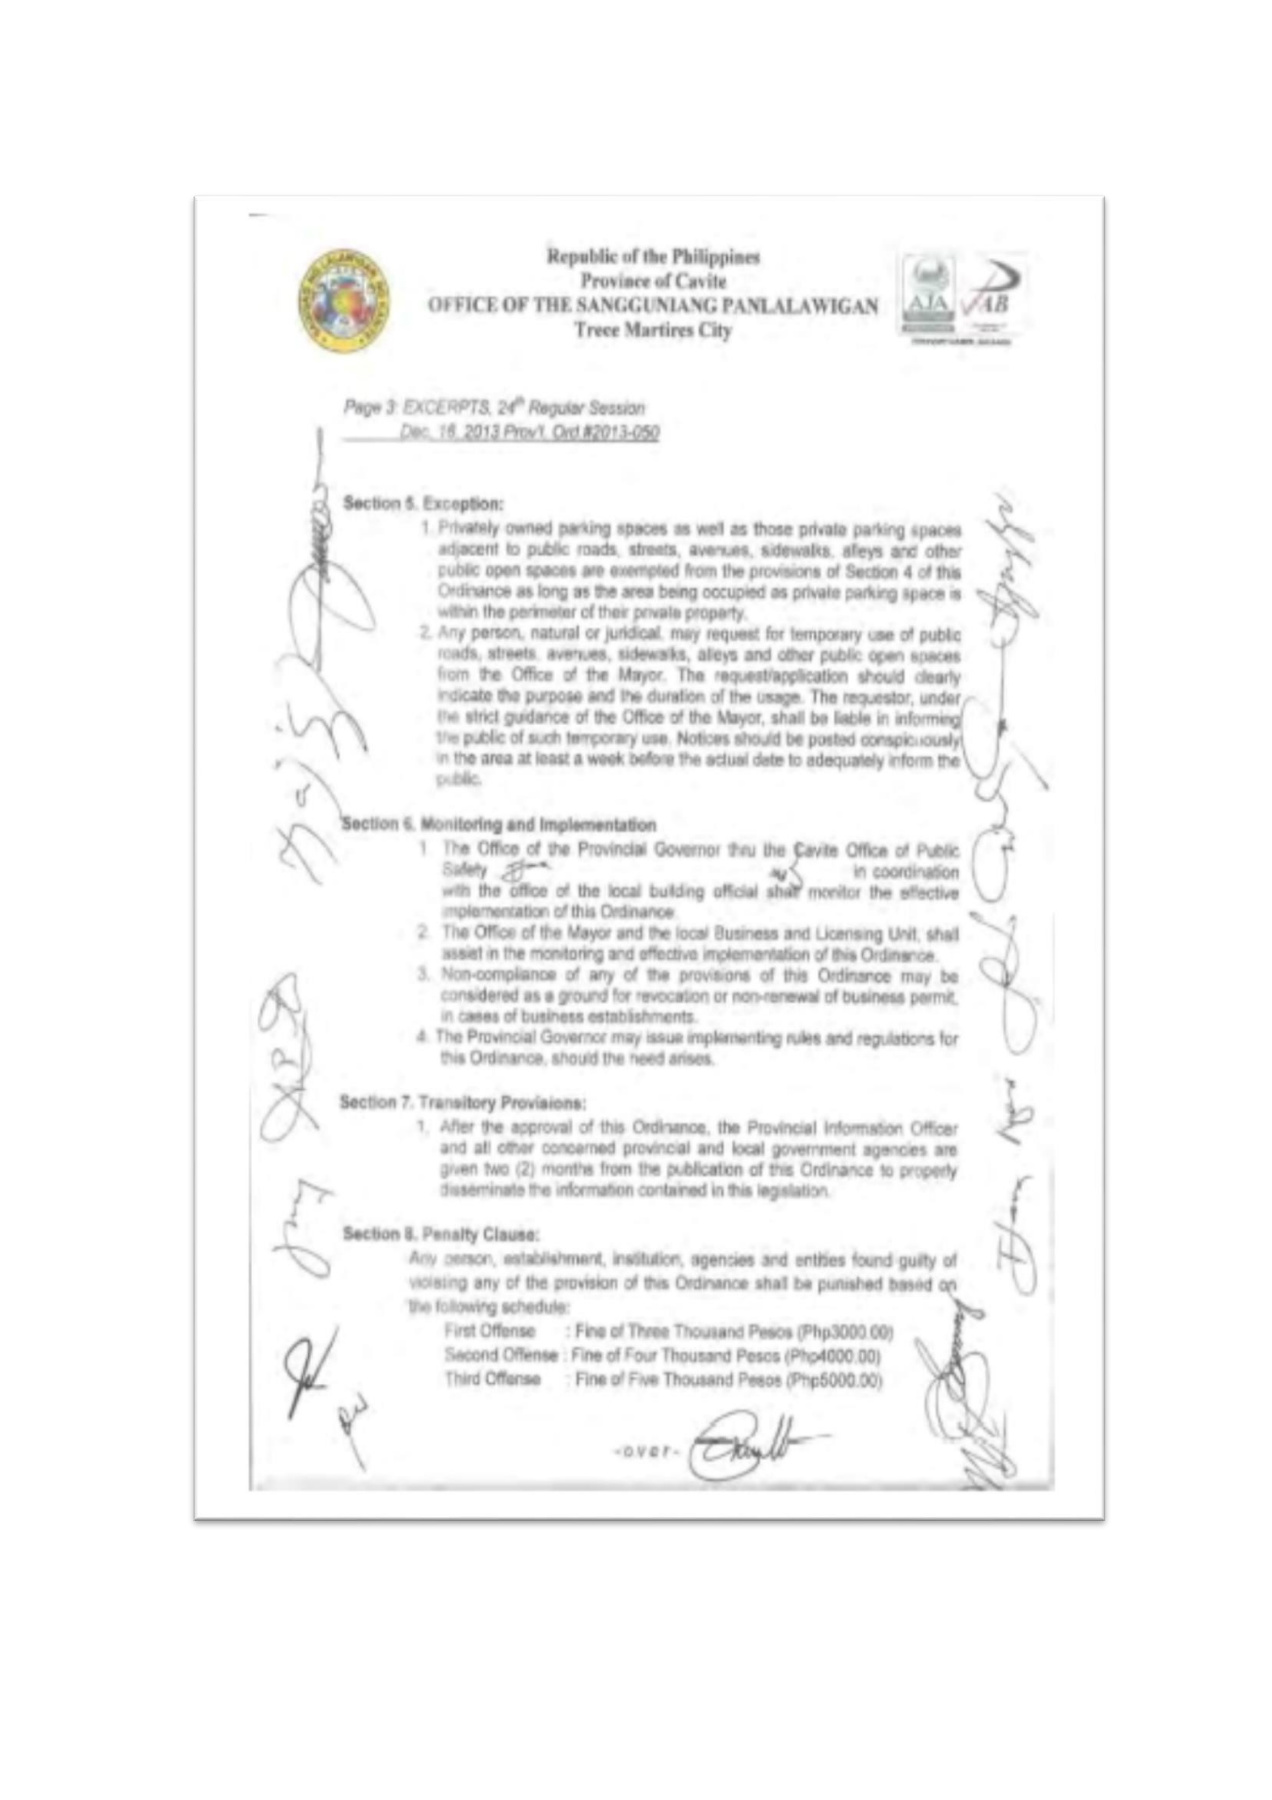 Republic of the Philippines
Province of Cavite
OFFICE OF THE SANGGUNIANG PANLALAWIGAN
Trece Martires City
AJA
AB
Page 3: EXCERPTS, 24th Regular Session
Dec. 16, 2013 Prov'l. Ord.#2013-050
Section 5. Exception:
1. Privately owned parking spaces as well as those private parking spaces
adjacent to public roads, streets, avenues, sidewalks, alleys and other
public open spaces are exempted from the provisions of Section 4 of this
Ordinance as long as the area being occupied as private parking space is
within the perimeter of their private property.
2. Any person, natural or juridical, may request for temporary use of public
roads, streets, avenues, sidewalks, alleys and other public open spaces
from the Office of the Mayor. The request/application should clearly
indicate the purpose and the duration of the usage. The requestor, under
the strict guidance of the Office of the Mayor, shall be liable in informing
the public of such temporary use. Notices should be posted conspicuously
in the area at least a week before the actual date to adequately inform the
public.
Section 6. Monitoring and Implementation
1 The Office of the Provincial Governor thru the Cavite Office of Public
Safety in coordination
with the office of the local building official shall monitor the effective
implementation of this Ordinance.
2. The Office of the Mayor and the local Business and Licensing Unit, shall
assist in the monitoring and effective implementation of this Ordinance.
3. Non-compliance of any of the provisions of this Ordinance may be
considered as a ground for revocation or non-renewal of business permit,
in cases of business establishments.
4. The Provincial Governor may issue implementing rules and regulations for
this Ordinance, should the need arises.
Section 7. Transitory Provisions:
1. After the approval of this Ordinance, the Provincial Information Officer
and all other concerned provincial and local government agencies are
given two (2) months from the publication of this Ordinance to properly
disseminate the information contained in this legislation.
Section 8. Penalty Clause:
Any person, establishment, institution, agencies and entities found guilty of
violating any of the provision of this Ordinance shall be punished based on
the following schedule:
First Offense : Fine of Three Thousand Pesos (Php3000.00)
Second Offense : Fine of Four Thousand Pesos (Php4000.00)
Third Offense : Fine of Five Thousand Pesos (Php5000.00)
-over-